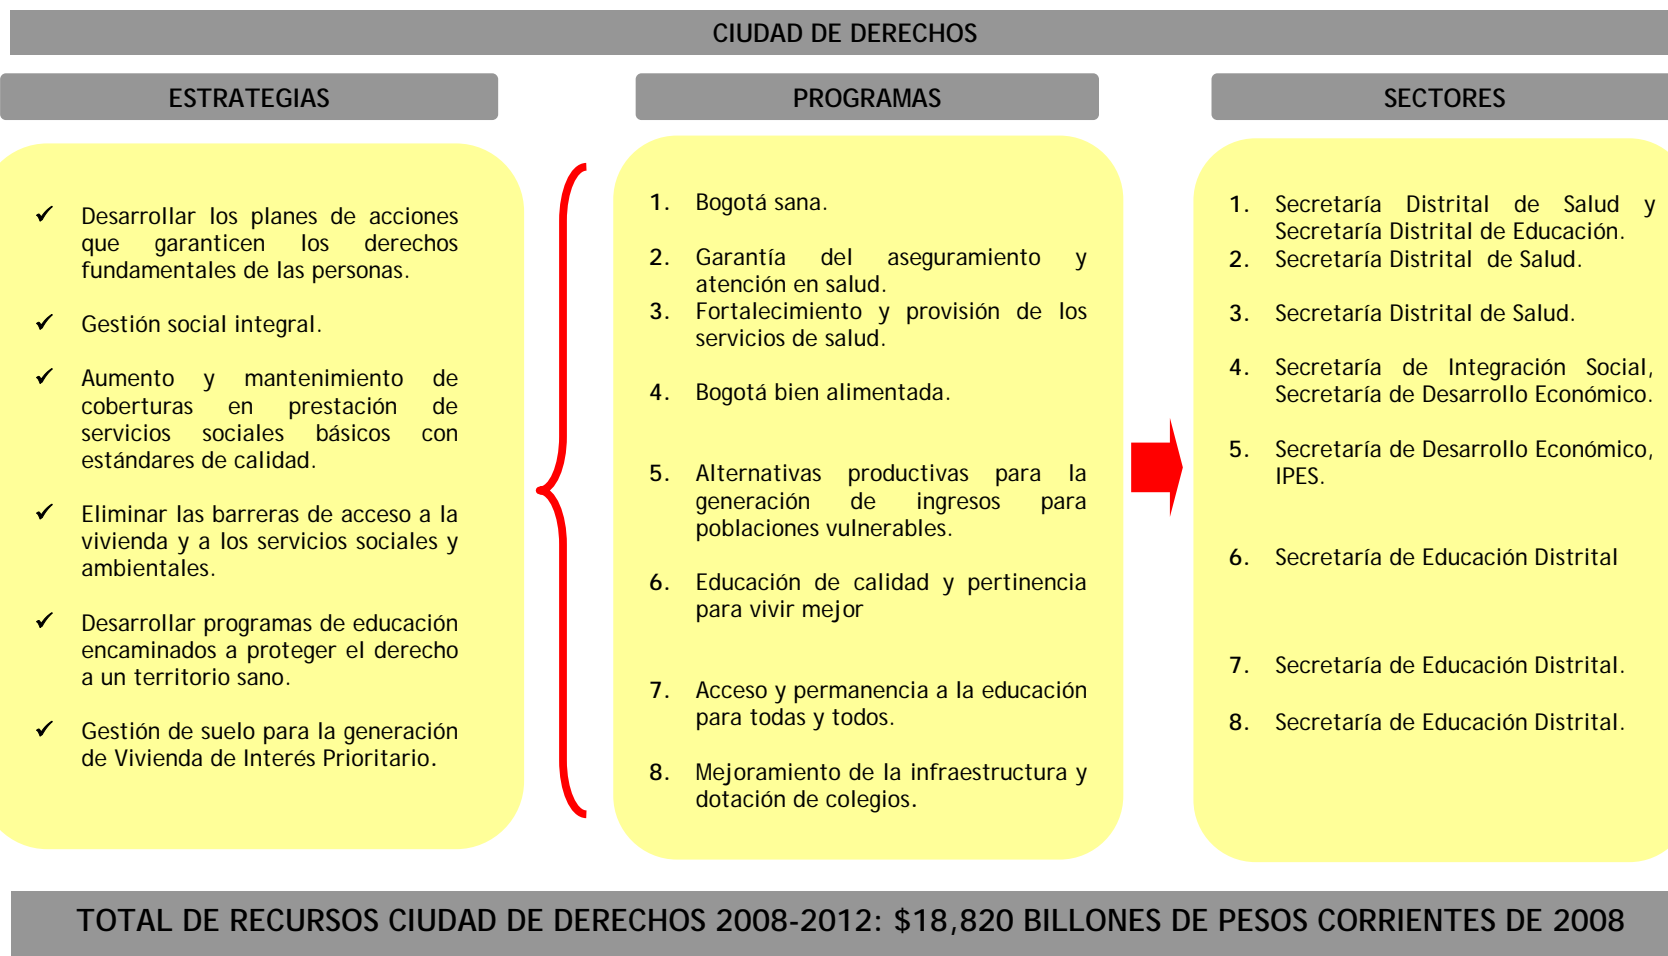 CIUDAD DE DERECHOS
ESTRATEGIAS
✓ Desarrollar los planes de acciones
que garanticen los derechos
fundamentales de las personas.
✓ Gestión social integral.
✓ Aumento y mantenimiento de
coberturas en prestación de
servicios sociales básicos con
estándares de calidad.
✓ Eliminar las barreras de acceso a la
vivienda y a los servicios sociales y
ambientales.
✓ Desarrollar programas de educación
encaminados a proteger el derecho
a un territorio sano.
✓ Gestión de suelo para la generación
de Vivienda de Interés Prioritario.
PROGRAMAS
1. Bogotá sana.
2. Garantía del aseguramiento y
atención en salud.
3. Fortalecimiento y provisión de los
servicios de salud.
4. Bogotá bien alimentada.
5. Alternativas productivas para la
generación de ingresos para
poblaciones vulnerables.
6. Educación de calidad y pertinencia
para vivir mejor
7. Acceso y permanencia a la educación
para todas y todos.
8. Mejoramiento de la infraestructura y
dotación de colegios.
SECTORES
1. Secretaría Distrital de Salud y
Secretaría Distrital de Educación.
2. Secretaría Distrital de Salud.
3. Secretaría Distrital de Salud.
4. Secretaría de Integración Social,
Secretaría de Desarrollo Económico.
5. Secretaría de Desarrollo Económico,
IPES.
6. Secretaría de Educación Distrital
7. Secretaría de Educación Distrital.
8. Secretaría de Educación Distrital.
TOTAL DE RECURSOS CIUDAD DE DERECHOS 2008-2012: $18,820 BILLONES DE PESOS CORRIENTES DE 2008